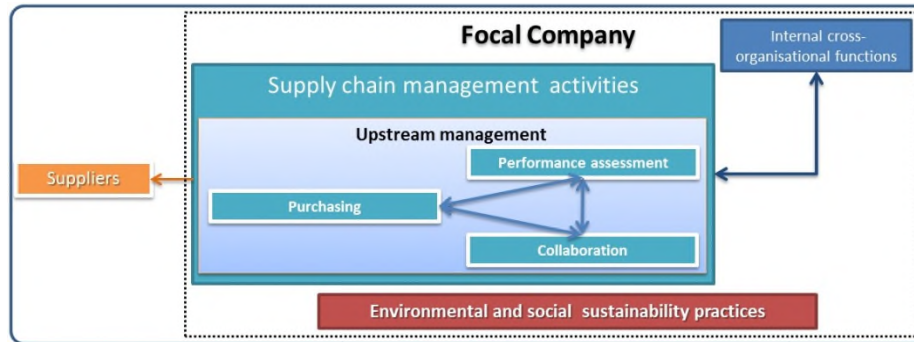 Focal Company
Internal cross-
organisational functions
Supply chain management activities
Upstream management
Performance assessment
Suppliers
Purchasing
Collaboration
Environmental and social sustainability practices